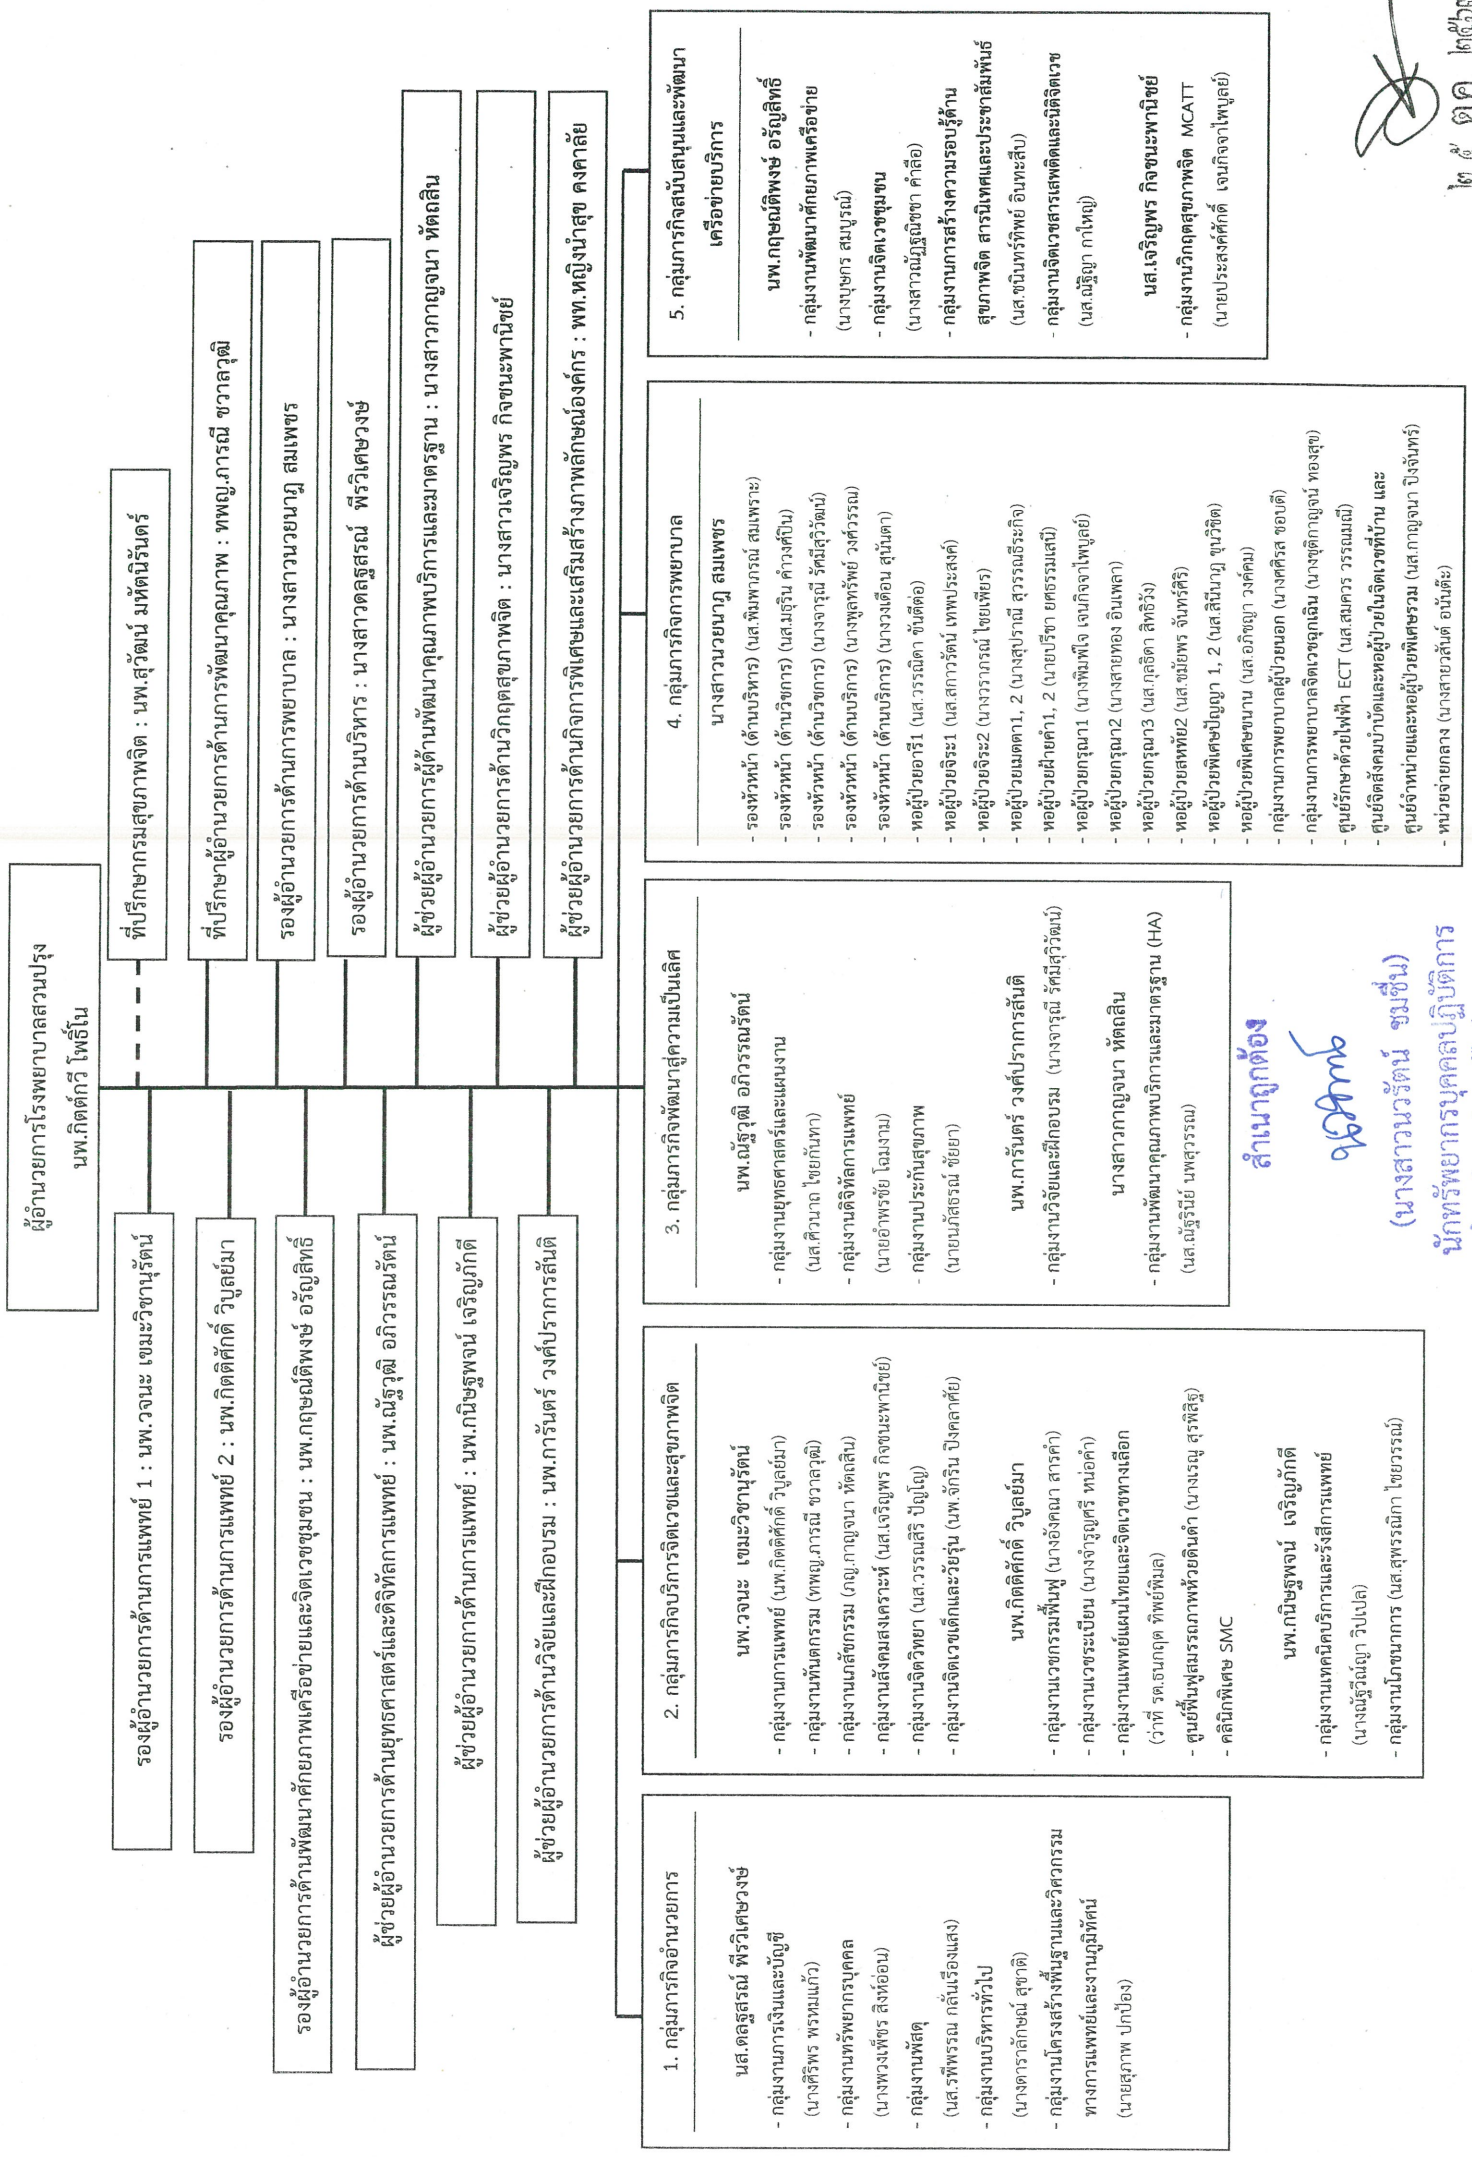 ผู้อำนวยการโรงพยาบาลสวนปรุง
นพ.กิตต์กวี โพธิ์โน
ที่ปรึกษากรมสุขภาพจิต : นพ.สุวัฒน์ มหัตนิรันดร์
ที่ปรึกษาผู้อำนวยการด้านการพัฒนาคุณภาพ : ทพญ.ภารณี ชวาลวุฒิ
รองผู้อำนวยการด้านการพยาบาล : นางสาวนวยนาฎ สมเพชร
รองผู้อำนวยการด้านบริหาร : นางสาวดลฐสรณ์ พีรวิเศษวงษ์
ผู้ช่วยผู้อำนวยการผู้ด้านพัฒนาคุณภาพบริการและมาตรฐาน : นางสาวกาญจนา หัตถสิน
ผู้ช่วยผู้อำนวยการด้านวิกฤตสุขภาพจิต : นางสาวเจริญพร กิจชนะพานิชย์
ผู้ช่วยผู้อำนวยการด้านกิจการพิเศษและเสริมสร้างภาพลักษณ์องค์กร : พท.หญิงนำสุข คงคาลัย
รองผู้อำนวยการด้านการแพทย์ 1 : นพ.วจนะ เขมะวิชานุรัตน์
รองผู้อำนวยการด้านการแพทย์ 2 : นพ.กิตติศักดิ์ วิบูลย์มา
รองผู้อำนวยการด้านพัฒนาศักยภาพเครือข่ายและจิตเวชชุมชน : นพ.กฤษณ์ติพงษ์ อรัญสิทธิ์
ผู้ช่วยผู้อำนวยการด้านยุทธศาสตร์และดิจิทัลการแพทย์ : นพ.ณัฐวุฒิ อภิวรรณรัตน์
ผู้ช่วยผู้อำนวยการด้านการแพทย์ : นพ.กนิษฐพจน์ เจริญภักดี
ผู้ช่วยผู้อำนวยการด้านวิจัยและฝึกอบรม : นพ.การันตร์ วงศ์ปราการสันติ
1. กลุ่มภารกิจอำนวยการ
นส.ดลฐสรณ์ พีรวิเศษวงษ์
- กลุ่มงานการเงินและบัญชี
(นางศิริพร พรหมแก้ว)
- กลุ่มงานทรัพยากรบุคคล
(นางพวงเพ็ชร สิงห์อ่อน)
- กลุ่มงานพัสดุ
(นส.รพีพรรณ กลั่นเรืองแสง)
- กลุ่มงานบริหารทั่วไป
(นางดาราลักษณ์ สุชาติ)
- กลุ่มงานโครงสร้างพื้นฐานและวิศวกรรม
ทางการแพทย์และงานภูมิทัศน์
(นายสุภาพ ปกป้อง)
2. กลุ่มภารกิจบริการจิตเวชและสุขภาพจิต
นพ.วจนะ เขมะวิชานุรัตน์
- กลุ่มงานการแพทย์ (นพ.กิตติศักดิ์ วิบูลย์มา)
- กลุ่มงานทันตกรรม (ทพญ.ภารณี ชวาลวุฒิ)
- กลุ่มงานเภสัชกรรม (ภญ.กาญจนา หัตถสิน)
- กลุ่มงานสังคมสงเคราะห์ (นส.เจริญพร กิจชนะพานิชย์)
- กลุ่มงานจิตวิทยา (นส.วรรณสิริ ปัญโญ)
- กลุ่มงานจิตเวชเด็กและวัยรุ่น (นพ.จักริน ปิงคลาศัย)
นพ.กิตติศักดิ์ วิบูลย์มา
- กลุ่มงานเวชกรรมฟื้นฟู (นางอังคณา สารคำ)
- กลุ่มงานเวชระเบียน (นางจำรูญศรี หน่อคำ)
- กลุ่มงานแพทย์แผนไทยและจิตเวชทางเลือก
(ว่าที่ รต.ธนกฤต ทิพย์พิมล)
- ศูนย์ฟื้นฟูสมรรถภาพห้วยตินดำ (นางเรณู สุรพิสิฐ)
- คลินิกพิเศษ SMC
นพ.กนิษฐพจน์ เจริญภักดี
- กลุ่มงานเทคนิคบริการและรังสีการแพทย์
(นางณัฐวีณ์ญา วิปเปล)
- กลุ่มงานโภชนาการ (นส.สุพรรณิกา ไชยวรรณ์)
3. กลุ่มภารกิจพัฒนาสู่ความเป็นเลิศ
นพ.ณัฐวุฒิ อภิวรรณรัตน์
- กลุ่มงานยุทธศาสตร์และแผนงาน
(นส.ศิวนาถ ไชยกันทา)
- กลุ่มงานดิจิทัลการแพทย์
(นายอำพรชัย โฉมงาม)
- กลุ่มงานประกันสุขภาพ
(นายนภัสธรณ์ ชัยยา)
นพ.การันตร์ วงศ์ปราการสันติ
- กลุ่มงานวิจัยและฝึกอบรม (นางจารุณี รัศมีสุวิวัฒน์)
นางสาวกาญจนา หัตถสิน
- กลุ่มงานพัฒนาคุณภาพบริการและมาตรฐาน (HA)
(นส.ณัฐรินีย์ นพสุวรรณ)
4. กลุ่มภารกิจการพยาบาล
นางสาวนวยนาฎ สมเพชร
- รองหัวหน้า (ด้านบริหาร) (นส.พิมพาภรณ์ สมเพราะ)
- รองหัวหน้า (ด้านวิชการ) (นส.มธุริน คำวงศ์ปิน)
- รองหัวหน้า (ด้านวิชการ) (นางจารุณี รัศมีสุวิวัฒน์)
- รองหัวหน้า (ด้านบริการ) (นางพูลทรัพย์ วงศ์วรรณ)
- รองหัวหน้า (ด้านบริการ) (นางวงเดือน สุนันตา)
- หอผู้ป่วยอารี1 (นส.วรรณิดา ขันตีต่อ)
- หอผู้ป่วยจิระ1 (นส.สกาวรัตน์ เทพประสงค์)
- หอผู้ป่วยจิระ2 (นางวราภรณ์ ไชยเพียร)
- หอผู้ป่วยเมตตา1, 2 (นางสุปราณี สุวรรณธีระกิจ)
- หอผู้ป่วยฝ้ายคำ1, 2 (นายปรีชา ยศธรรมเสนี)
- หอผู้ป่วยกรุณา1 (นางพิมพ์ใจ เจนกิจจาไพบูลย์)
- หอผู้ป่วยกรุณา2 (นางสายทอง อินเพลา)
- หอผู้ป่วยกรุณา3 (นส.กุลธิดา สิทธิวัง)
- หอผู้ป่วยสหทัย2 (นส.ชมัยพร จันทร์ศิริ)
- หอผู้ป่วยพิเศษปัญญา 1, 2 (นส.สินีนาฎ ขุนวิชิต)
- หอผู้ป่วยพิเศษขนาน (นส.อภิชญา วงค์คม)
- กลุ่มงานการพยาบาลผู้ป่วยนอก (นางศศิรส ชอบดี)
- กลุ่มงานการพยาบาลจิตเวชฉุกเฉิน (นางชุติกาญจน์ ทองสุข)
- ศูนย์รักษาด้วยไฟฟ้า ECT (นส.สมควร วรรณมณี)
- ศูนย์จิตสังคมบำบัดและหอผู้ป่วยในจิตเวชที่บ้าน และ
ศูนย์จำหน่ายและหอผู้ป่วยพิเศษรวม (นส.กาญจนา ปิงจันทร์)
- หน่วยจ่ายกลาง (นางสายวสันต์ อนันต๊ะ)
5. กลุ่มภารกิจสนับสนุนและพัฒนา
เครือข่ายบริการ
นพ.กฤษณ์ติพงษ์ อรัญสิทธิ์
- กลุ่มงานพัฒนาศักยภาพเครือข่าย
(นางบุษกร สมบูรณ์)
- กลุ่มงานจิตเวชชุมชน
(นางสาวณัฏฐณิชชา คำลือ)
- กลุ่มงานการสร้างความรอบรู้ด้าน
สุขภาพจิต สารนิเทศและประชาสัมพันธ์
(นส.ชนินทร์ทิพย์ อินทะสืบ)
- กลุ่มงานจิตเวชสารเสพติดและนิติจิตเวช
(นส.ณัฐิญา กาใหญ่)
นส.เจริญพร กิจชนะพานิชย์
- กลุ่มงานวิกฤตสุขภาพจิต MCATT
(นายประสงค์ศักดิ์ เจนกิจจาไพบูลย์)
สำเนาถูกต้อง
(นางสาวนวรัตน์ ชมชื่น)
นักทรัพยากรบุคคลปฏิบัติการ